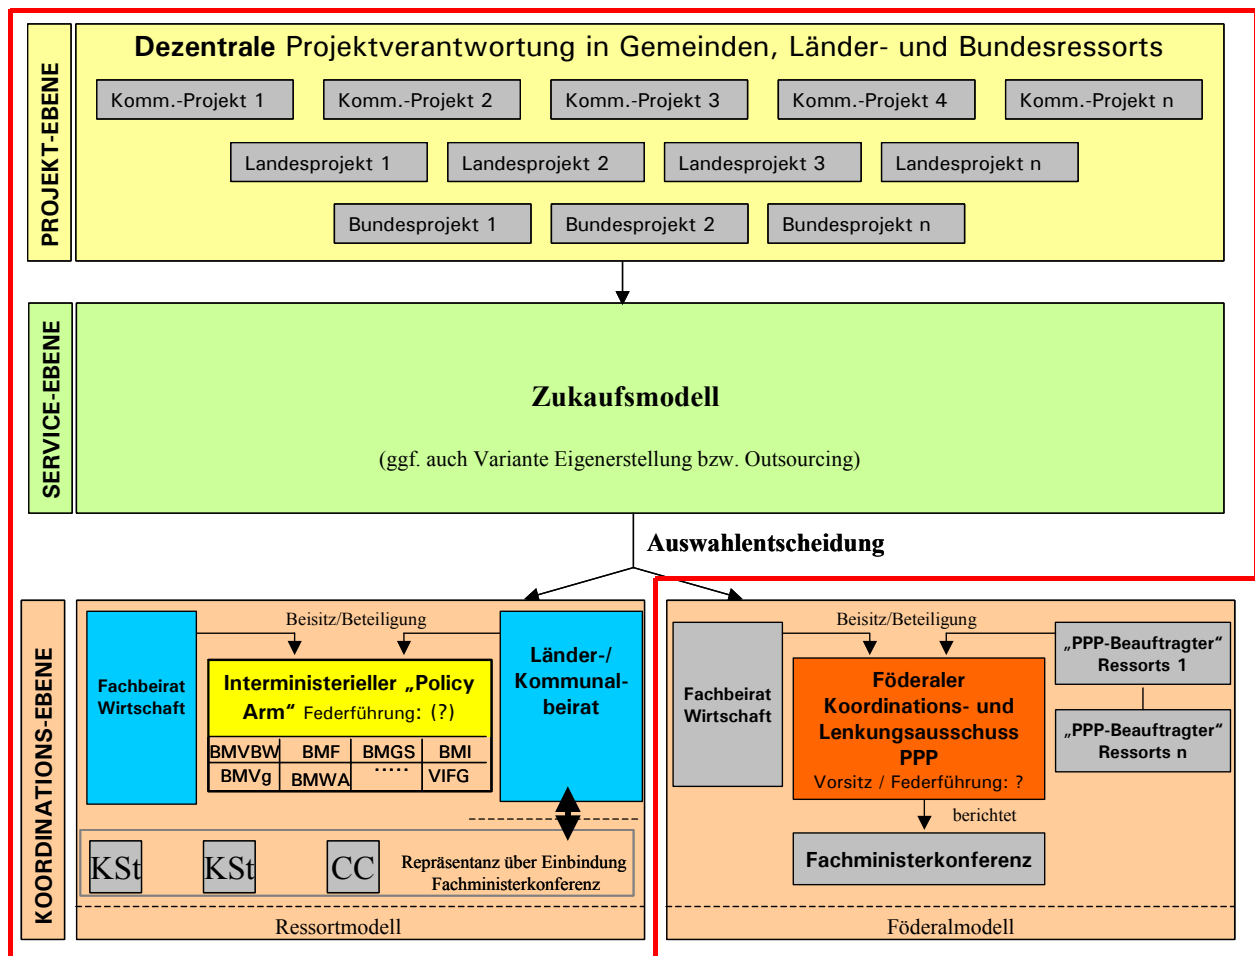 PROJEKT-EBENE
Dezentrale Projektverantwortung in Gemeinden, Länder- und Bundesressorts
Komm.-Projekt 1
Komm.-Projekt 2
Komm.-Projekt 3
Komm.-Projekt 4
Komm.-Projekt n
Landesprojekt 1
Landesprojekt 2
Landesprojekt 3
Landesprojekt n
Bundesprojekt 1
Bundesprojekt 2
Bundesprojekt n
SERVICE-EBENE
Zukaufsmodell
(ggf. auch Variante Eigenerstellung bzw. Outsourcing)
Auswahlentscheidung
KOORDINATIONS-EBENE
Fachbeirat
Wirtschaft
Beisitz/Beteiligung
Interministerieller „Policy
Arm“ Federführung: (?)
BMVBW BMF BMGS BMI
BMVg BMWA ..... VIFG
Länder-/
Kommunal-
beirat
KSt
KSt
CC
Repräsentanz über Einbindung
Fachministerkonferenz
Ressortmodell
Fachbeirat
Wirtschaft
Beisitz/Beteiligung
Föderaler
Koordinations- und
Lenkungsausschuss
PPP
Vorsitz / Federführung: ?
„PPP-Beauftragter“
Ressorts 1
„PPP-Beauftragter“
Ressorts n
berichtet
Fachministerkonferenz
Föderalmodell